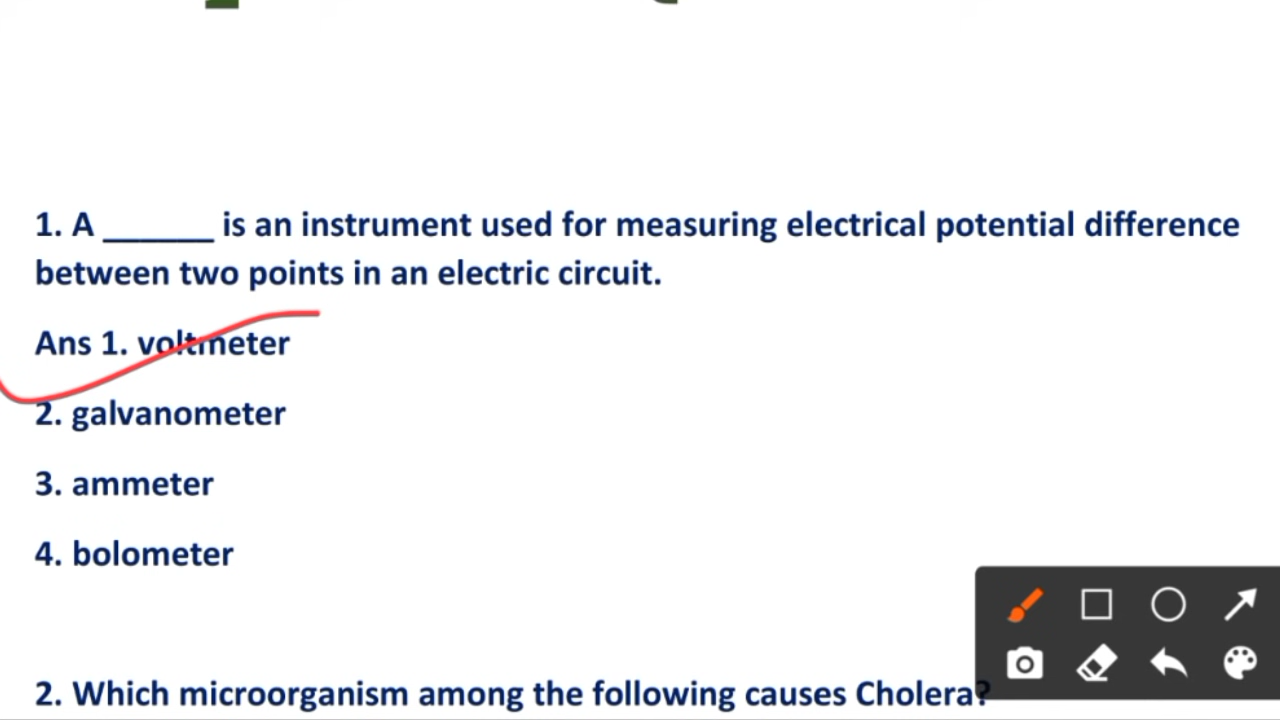 1. A ______ is an instrument used for measuring electrical potential difference
between two points in an electric circuit.
Ans 1. voltmeter
2. galvanometer
3. ammeter
4. bolometer
2. Which microorganism among the following causes Cholera?